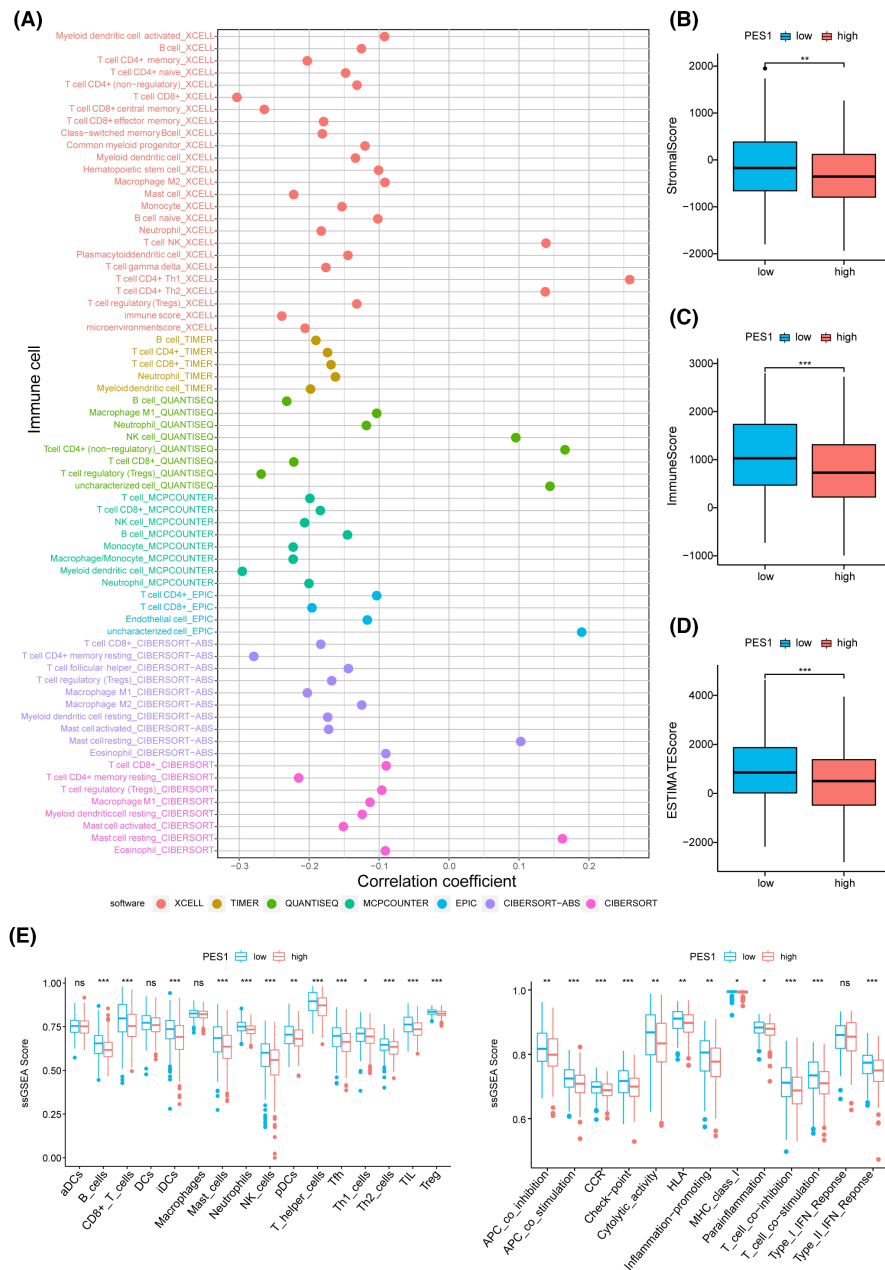 (A)
Immune cell
Myeloid dendritic cell activated_XCELL
B cell_XCELL
T cell CD4+ memory_XCELL
T cell CD4+ naive_XCELL
T cell CD4+ (non-regulatory)_XCELL
T cell CD8+_XCELL
T cell CD8+ central memory_XCELL
T cell CD8+ effector memory_XCELL
Class-switched memory Bcell_XCELL
Common myeloid progenitor_XCELL
Myeloid dendritic cell_XCELL
Hematopoietic stem cell_XCELL
Macrophage M2_XCELL
Mast cell_XCELL
Monocyte_XCELL
B cell naive_XCELL
Neutrophil_XCELL
T cell NK_XCELL
Plasmacytoiddendritic cell_XCELL
T cell gamma delta_XCELL
T cell CD4+ Th1_XCELL
T cell CD4+ Th2_XCELL
T cell regulatory (Tregs)_XCELL
immune score_XCELL
microenvironmentscore_XCELL
B cell_TIMER
T cell CD4+_TIMER
T cell CD8+_TIMER
Neutrophil_TIMER
Myeloiddendritic cell_TIMER
B cell_QUANTISEQ
Macrophage M1_QUANTISEQ
Neutrophil_QUANTISEQ
NK cell_QUANTISEQ
Tcell CD4+ (non-regulatory)_QUANTISEQ
T cell CD8+_QUANTISEQ
T cell regulatory (Tregs)_QUANTISEQ
uncharacterized cell_QUANTISEQ
T cell_MCPCOUNTER
T cell CD8+_MCPCOUNTER
NK cell_MCPCOUNTER
B cell_MCPCOUNTER
Monocyte_MCPCOUNTER
Macrophage/Monocyte_MCPCOUNTER
Myeloid dendritic cell_MCPCOUNTER
Neutrophil_MCPCOUNTER
T cell CD4+_EPIC
T cell CD8+_EPIC
Endothelial cell_EPIC
uncharacterized cell_EPIC
T cell CD8+_CIBERSORT-ABS
T cell CD4+ memory resting_CIBERSORT-ABS
T cell follicular helper_CIBERSORT-ABS
T cell regulatory (Tregs)_CIBERSORT-ABS
Macrophage M1_CIBERSORT-ABS
Macrophage M2_CIBERSORT-ABS
Myeloid dendritic cell resting_CIBERSORT-ABS
Mast cell activated_CIBERSORT-ABS
Mast cell resting_CIBERSORT-ABS
Eosinophil_CIBERSORT-ABS
T cell CD8+_CIBERSORT
T cell CD4+ memory resting_CIBERSORT
T cell regulatory (Tregs)_CIBERSORT
Macrophage M1_CIBERSORT
Myeloid dendriticcell resting_CIBERSORT
Mast cell activated_CIBERSORT
Mast cell resting_CIBERSORT
Eosinophil_CIBERSORT
−0.3 −0.2 −0.1 0.0 0.1 0.2
Correlation coefficient
software XCELL TIMER QUANTISEQ MCPCOUNTER EPIC CIBERSORT-ABS CIBERSORT
(B)
PES1 low high
**
StromalScore
2000
1000
0
−1000
−2000
low high
(C)
PES1 low high
***
ImmuneScore
3000
2000
1000
0
−1000
low high
(D)
PES1 low high
***
ESTIMATEScore
4000
2000
0
−2000
low high
(E)
PES1 low high
ns *** *** ns *** ns *** *** *** ** *** *** * *** *** ***
ssGSEA Score
1.00
0.75
0.50
0.25
0.00
aDCs
B_cells
CD8+_T_cells
DCs
iDCs
Macrophages
Mast_cells
Neutrophils
NK_cells
pDCs
T_helper_cells
Tfh
Th1_cells
Th2_cells
TIL
Treg
PES1 low high
** *** *** *** ** ** ** * * *** *** ns ***
ssGSEA Score
1.0
0.8
0.6
APC_co_inhibition
APC_co_stimulation
CCR
Check-point
Cytolytic_activity
HLA
Inflammation-promoting
MHC_class_I
Parainflammation
T_cell_co-inhibition
T_cell_co-stimulation
Type_I_IFN_Reponse
Type_II_IFN_Reponse